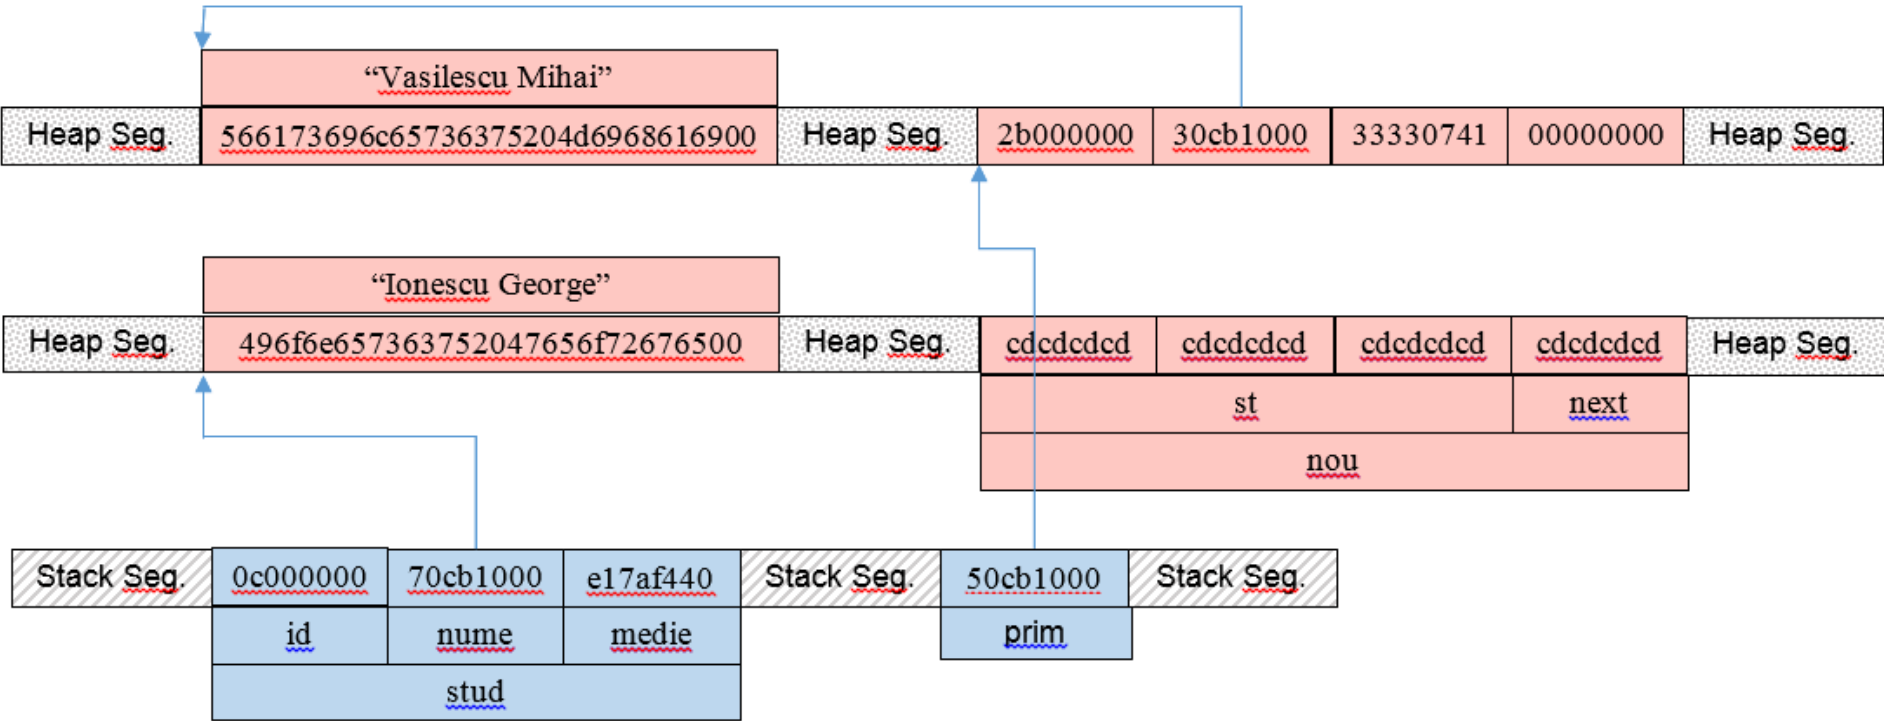 “Vasilescu Mihai”
Heap Seg. 566173696c65736375204d6968616900 Heap Seg. 2b000000 30cb1000 33330741 00000000 Heap Seg.
“Ionescu George”
Heap Seg. 496f6e657363752047656f72676500 Heap Seg. cdcdcdcd cdcdcdcd cdcdcdcd cdcdcdcd Heap Seg.
st next
nou
Stack Seg. 0c000000 70cb1000 e17af440 Stack Seg. 50cb1000 Stack Seg.
id nume medie prim
stud